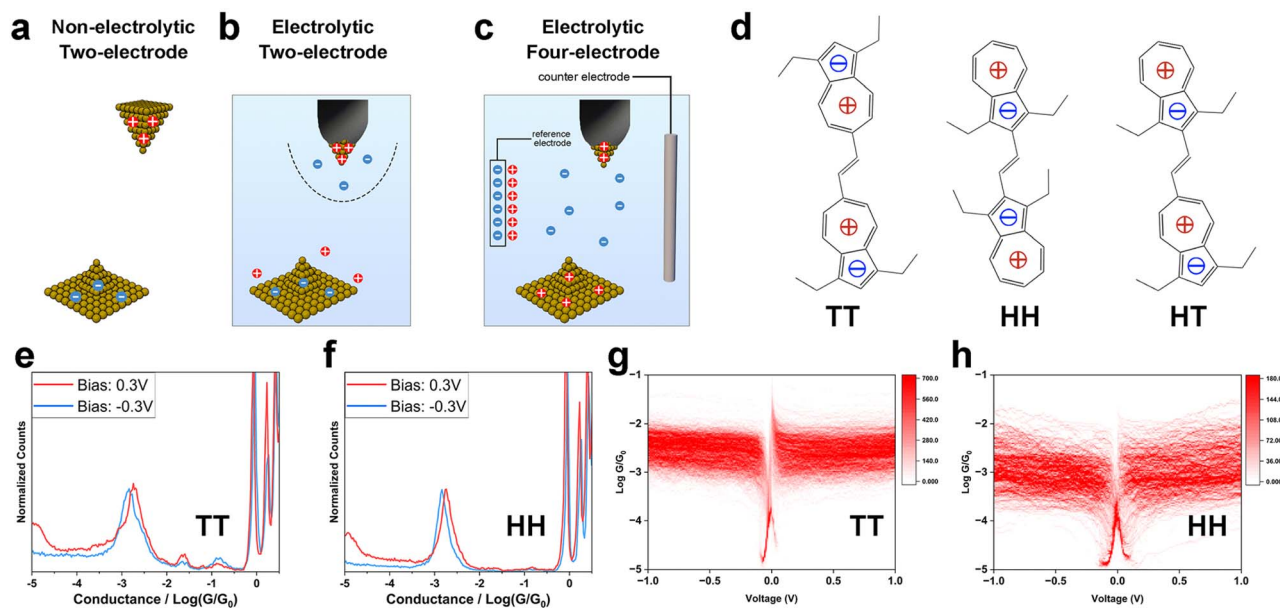 a
Non-electrolytic
Two-electrode
b
Electrolytic
Two-electrode
c
Electrolytic
Four-electrode
counter electrode
reference
electrode
d
TT
HH
HT
e
Bias: 0.3V
Bias: -0.3V
Normalized Counts
TT
-5
-4
-3
-2
-1
0
Conductance / Log(G/G₀)
f
Bias: 0.3V
Bias: -0.3V
Normalized Counts
HH
-5
-4
-3
-2
-1
0
Conductance / Log(G/G₀)
g
Log G/G₀
−1
−2
−3
−4
−5
−1.0
−0.5
0.0
0.5
1.0
Voltage (V)
TT
700.0
560.0
420.0
280.0
140.0
0.000
h
Log G/G₀
−1
−2
−3
−4
−5
−1.0
−0.5
0.0
0.5
1.0
Voltage (V)
HH
180.0
144.0
108.0
72.00
36.00
0.000